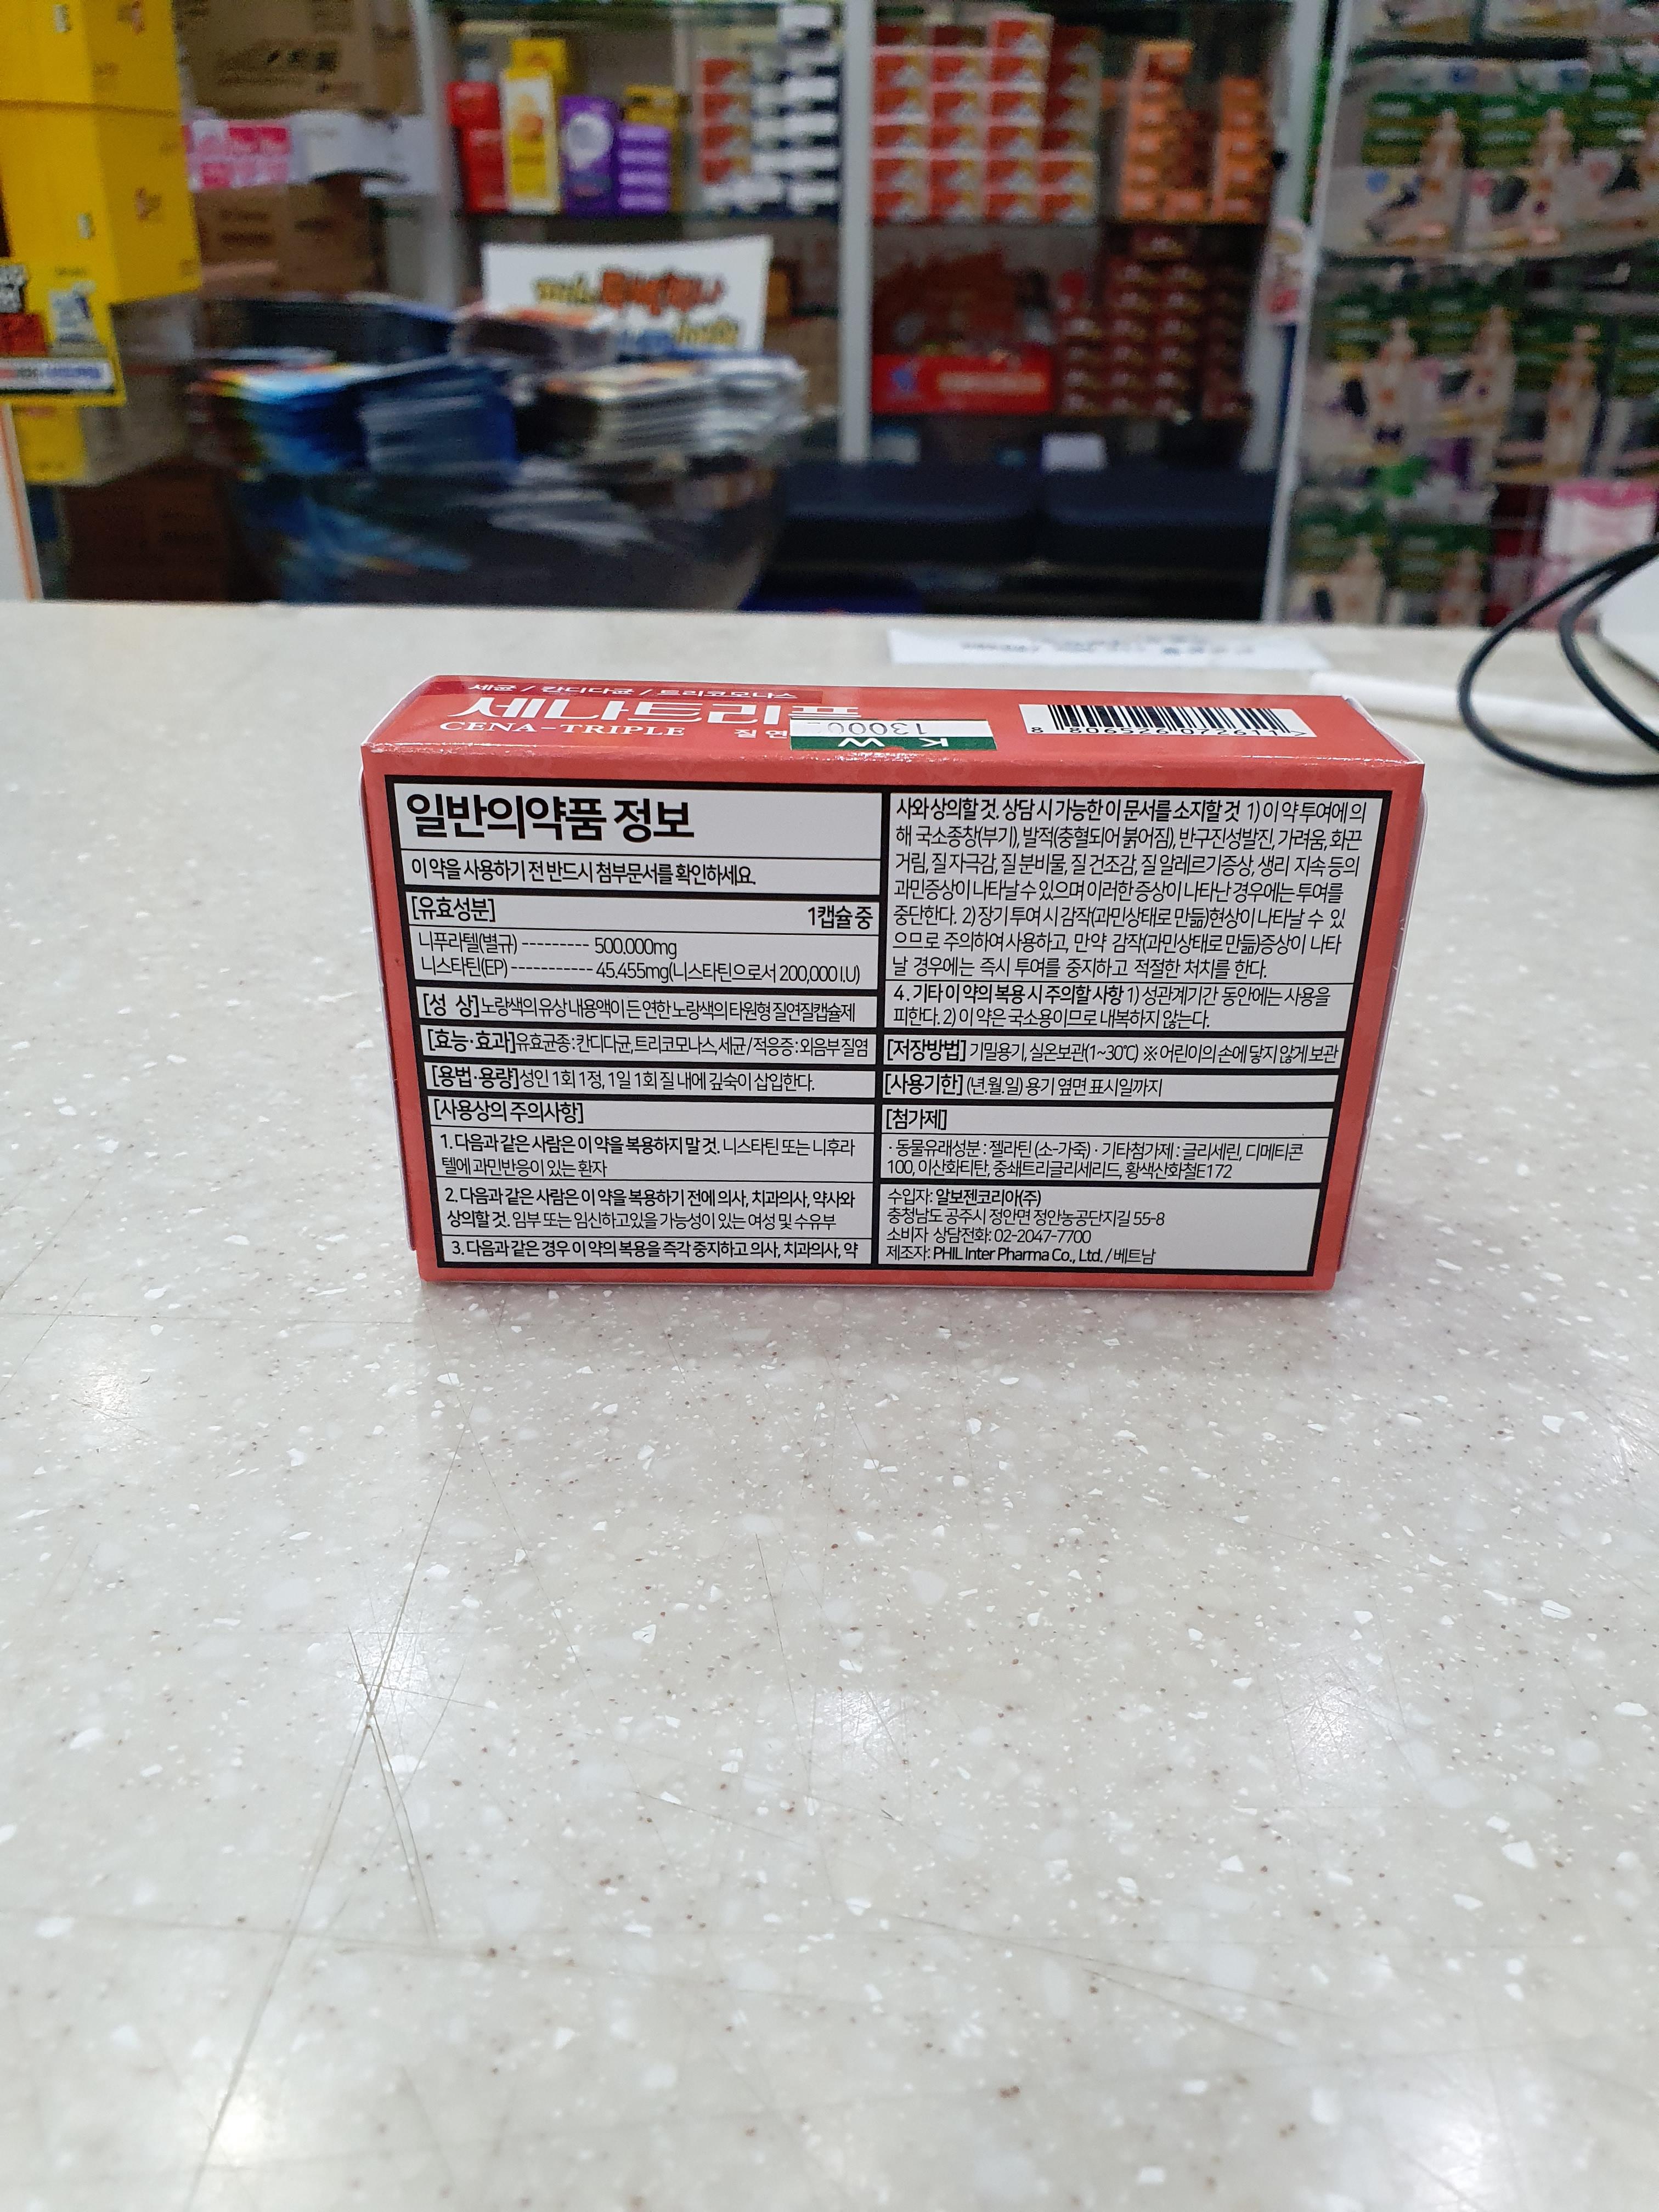 세균 / 칸디다균 / 트리코모나스
세나트리플
CENA-TRIPLE 질 연
13000
K W
8 806526 072611 >
일반의약품 정보
이 약을 사용하기 전 반드시 첨부문서를 확인하세요.
[유효성분] 1캡슐 중
니푸라텔(별규) --------- 500.000mg
니스타틴(EP) ----------- 45.455mg(니스타틴으로서 200,000 I.U)
[성 상] 노랑색의 유상 내용액이 든 연한 노랑색의 타원형 질연질캡슐제
[효능·효과] 유효균종 : 칸디다균, 트리코모나스, 세균 / 적응증 : 외음부 질염
[용법·용량] 성인 1회 1정, 1일 1회 질 내에 깊숙이 삽입한다.
[사용상의 주의사항]
1. 다음과 같은 사람은 이 약을 복용하지 말 것. 니스타틴 또는 니후라
텔에 과민반응이 있는 환자
2. 다음과 같은 사람은 이 약을 복용하기 전에 의사, 치과의사, 약사와
상의할 것. 임부 또는 임신하고있을 가능성이 있는 여성 및 수유부
3. 다음과 같은 경우 이 약의 복용을 즉각 중지하고 의사, 치과의사, 약
사와 상의할 것. 상담 시 가능한 이 문서를 소지할 것 1) 이 약 투여에 의
해 국소종창(부기), 발적(충혈되어 붉어짐), 반구진성발진, 가려움, 화끈
거림, 질 자극감, 질 분비물, 질 건조감, 질 알레르기증상, 생리 지속 등의
과민증상이 나타날 수 있으며 이러한 증상이 나타난 경우에는 투여를
중단한다. 2) 장기 투여 시 감작(과민상태로 만듦)현상이 나타날 수 있
으므로 주의하여 사용하고, 만약 감작(과민상태로 만듦)증상이 나타
날 경우에는 즉시 투여를 중지하고 적절한 처치를 한다.
4. 기타 이 약의 복용 시 주의할 사항 1) 성관계기간 동안에는 사용을
피한다. 2) 이 약은 국소용이므로 내복하지 않는다.
[저장방법] 기밀용기, 실온보관(1~30℃) ※ 어린이의 손에 닿지 않게 보관
[사용기한] (년.월.일) 용기 옆면 표시일까지
[첨가제]
· 동물유래성분 : 젤라틴 (소-가죽) · 기타첨가제 : 글리세린, 디메티콘
100, 이산화티탄, 중쇄트리글리세리드, 황색산화철E172
수입자: 알보젠코리아(주)
충청남도 공주시 정안면 정안농공단지길 55-8
소비자 상담전화: 02-2047-7700
제조자: PHIL Inter Pharma Co., Ltd. / 베트남